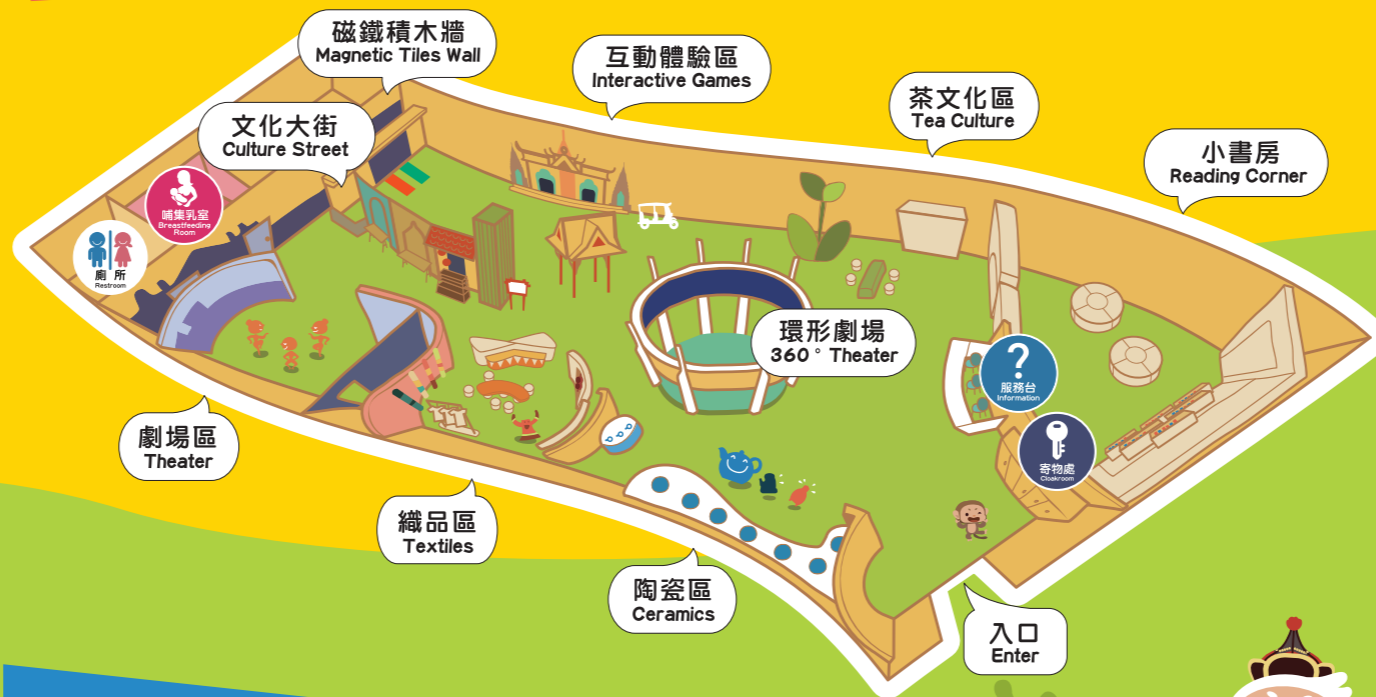 磁鐵積木牆
Magnetic Tiles Wall
互動體驗區
Interactive Games
茶文化區
Tea Culture
文化大街
Culture Street
小書房
Reading Corner
哺集乳室
Breastfeeding
Room
廁所
Restroom
環形劇場
360° Theater
?
服務台
Information
寄物處
Cloakroom
劇場區
Theater
織品區
Textiles
陶瓷區
Ceramics
入口
Enter